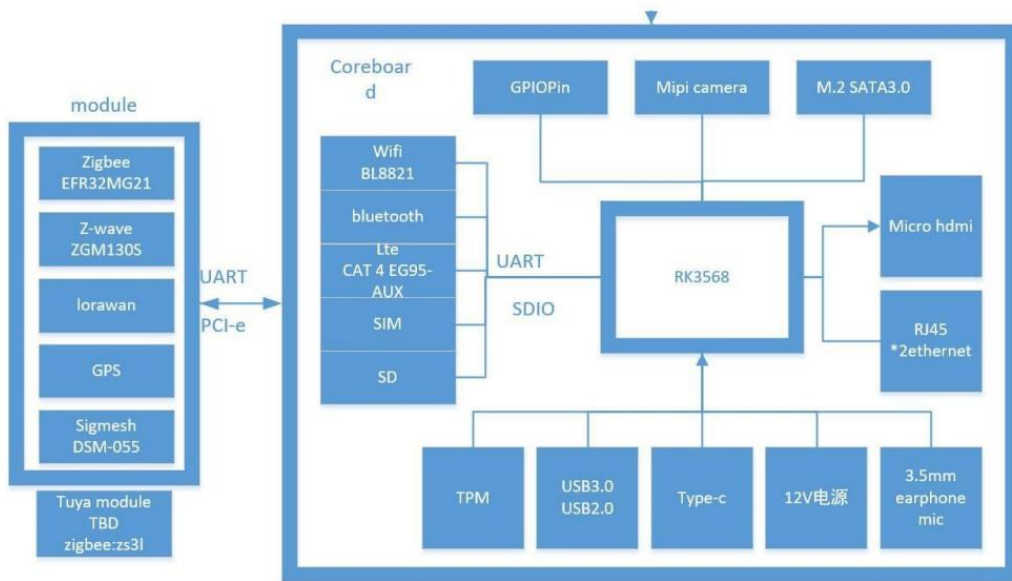 module
Zigbee
EFR32MG21
Z-wave
ZGM130S
lorawan
GPS
Sigmesh
DSM-055
Tuya module
TBD
zigbee:zs3l
UART
PCI-e
Coreboar
d
GPIOPin
Mipi camera
M.2 SATA3.0
Wifi
BL8821
bluetooth
Lte
CAT 4 EG95-
AUX
SIM
SD
UART
SDIO
RK3568
Micro hdmi
RJ45
*2ethernet
TPM
USB3.0
USB2.0
Type-c
12V电源
3.5mm
earphone
mic